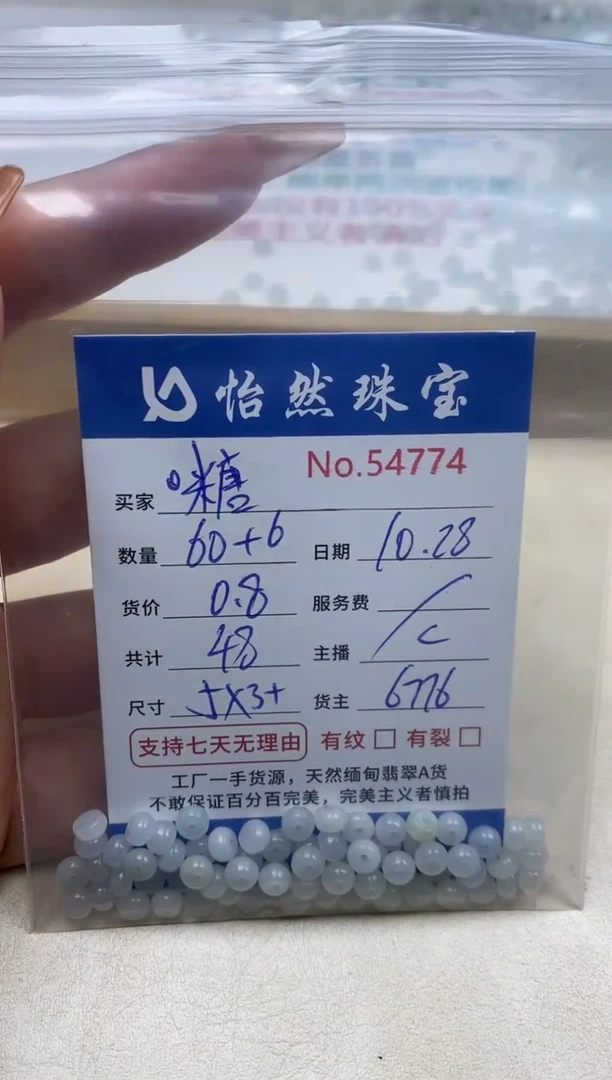 怡然珠宝
No.54774
买家 咪糖
数量 60+6 日期 10.28
货价 0.8 服务费 /
共计 48 主播 C
尺寸 5X3+ 货主 6776
支持七天无理由 有纹 □ 有裂 □
工厂一手货源，天然缅甸翡翠A货
不敢保证百分百完美，完美主义者慎拍